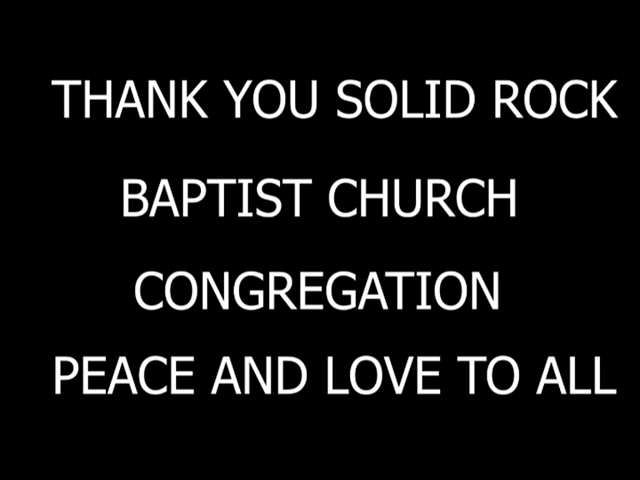 THANK YOU SOLID ROCK
BAPTIST CHURCH
CONGREGATION
PEACE AND LOVE TO ALL